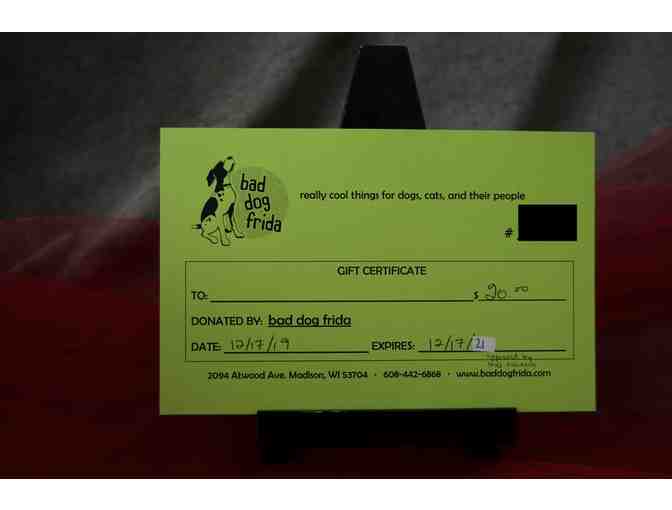 bad
dog
frida
really cool things for dogs, cats, and their people
#
GIFT CERTIFICATE
TO: $ 20.00
DONATED BY: bad dog frida
DATE: 12/17/19 EXPIRES: 12/17/21
approved by
2094 Atwood Ave. Madison, WI 53704 · 608-442-6868 · www.baddogfrida.com